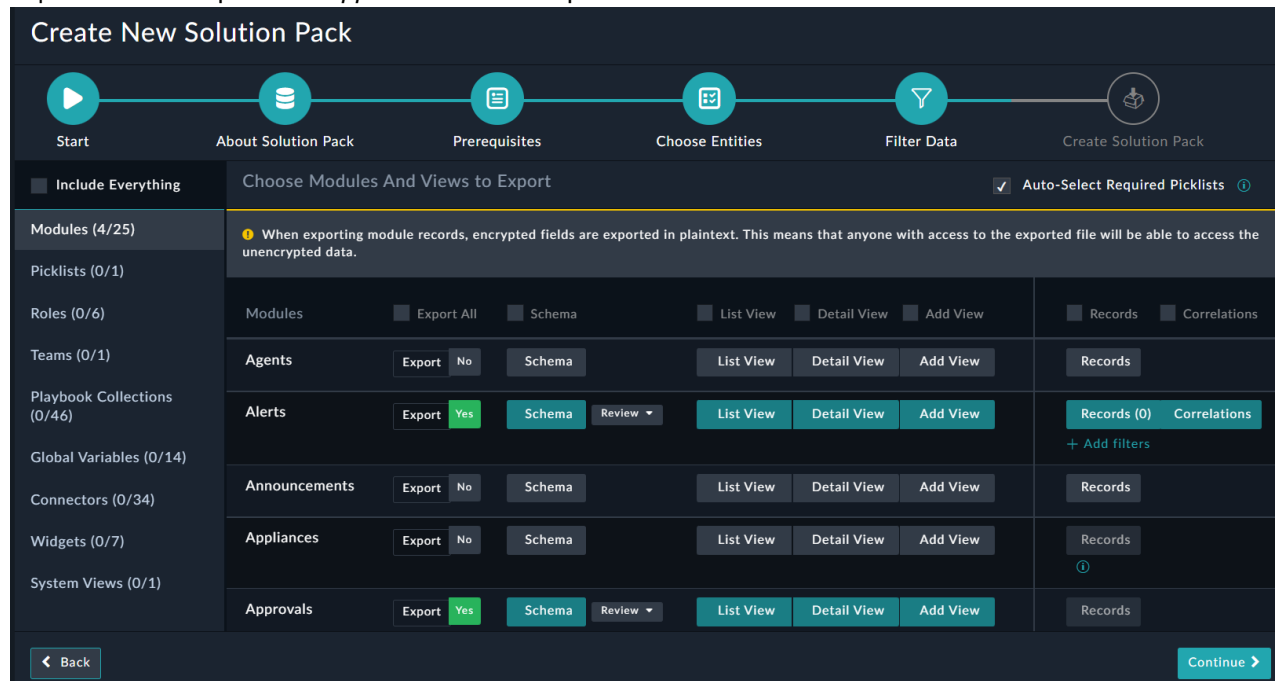 Create New Solution Pack
Start
About Solution Pack
Prerequisites
Choose Entities
Filter Data
Create Solution Pack
Include Everything
Choose Modules And Views to Export
Auto-Select Required Picklists
Modules (4/25)
When exporting module records, encrypted fields are exported in plaintext. This means that anyone with access to the exported file will be able to access the
unencrypted data.
Picklists (0/1)
Roles (0/6)
Teams (0/1)
Playbook Collections
(0/46)
Global Variables (0/14)
Connectors (0/34)
Widgets (0/7)
System Views (0/1)
Modules Export All Schema List View Detail View Add View Records Correlations
Agents Export No Schema List View Detail View Add View Records
Alerts Export Yes Schema Review List View Detail View Add View Records (0) Correlations
+ Add filters
Announcements Export No Schema List View Detail View Add View Records
Appliances Export No Schema List View Detail View Add View Records
Approvals Export Yes Schema Review List View Detail View Add View Records
Back
Continue